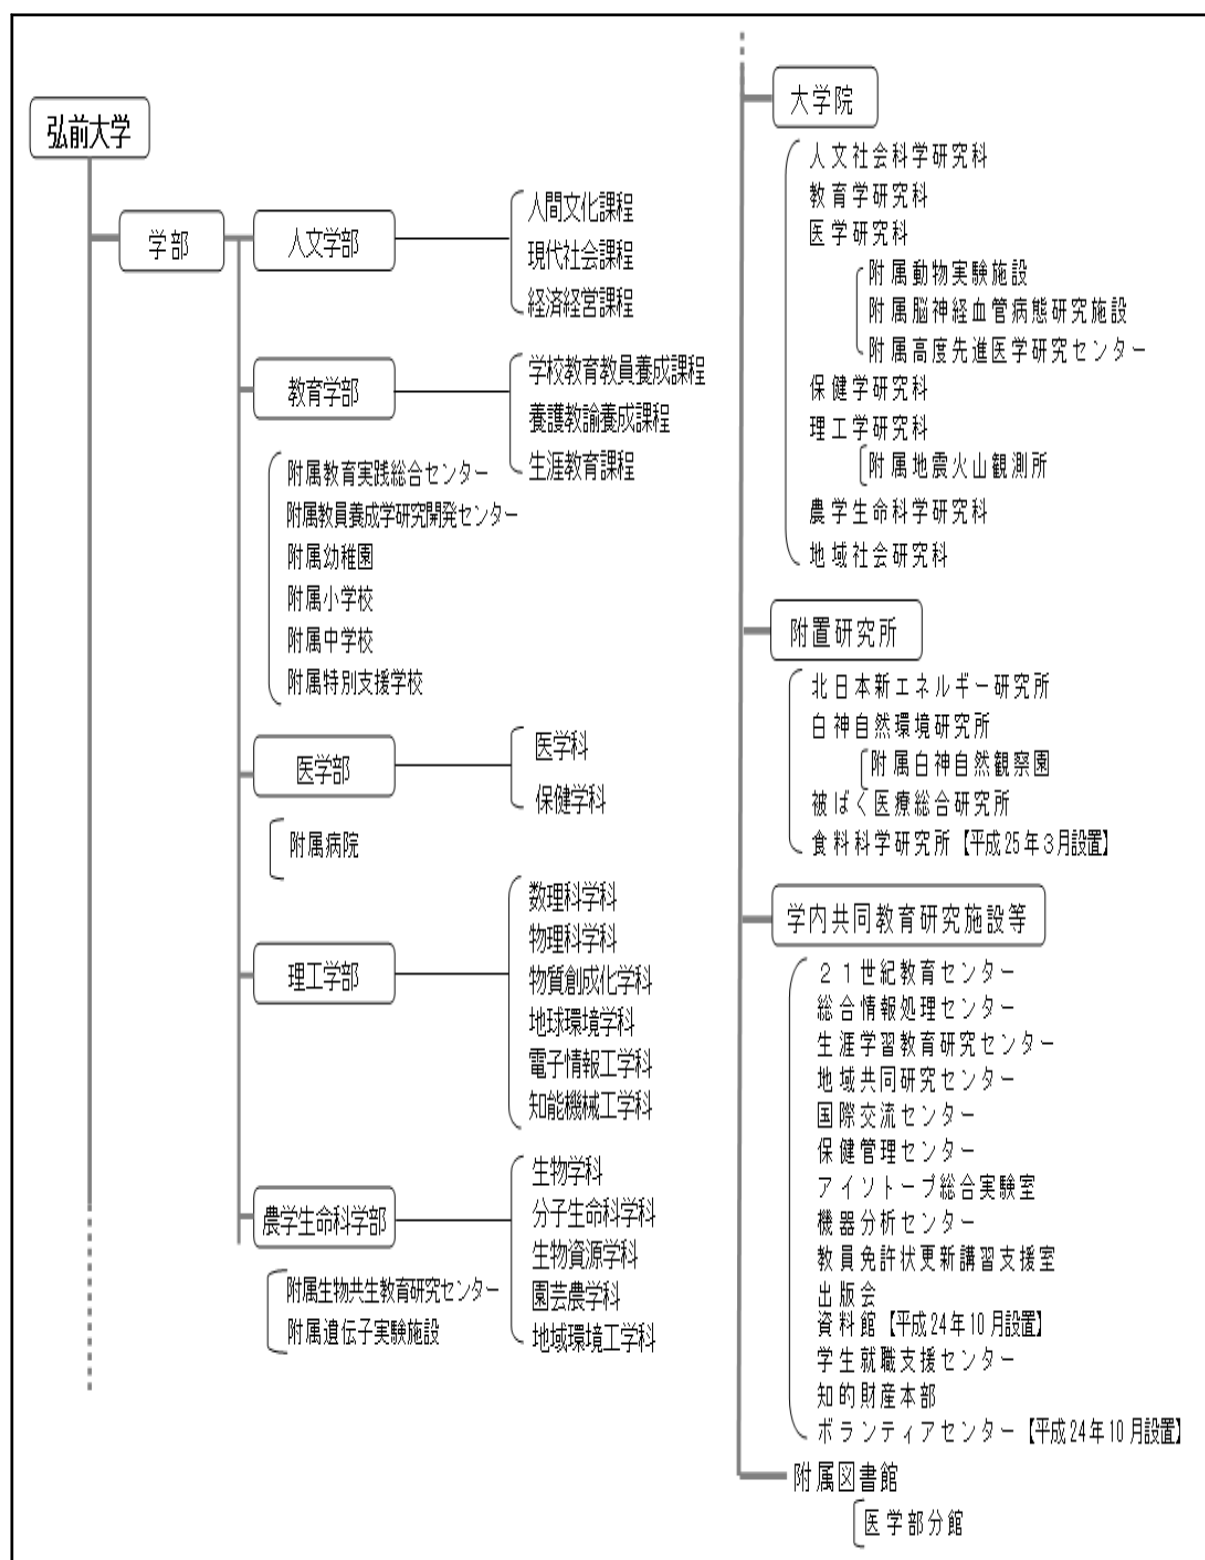 弘前大学
学部
人文学部
人間文化課程
現代社会課程
経済経営課程
教育学部
学校教育教員養成課程
養護教諭養成課程
生涯教育課程
附属教育実践総合センター
附属教員養成学研究開発センター
附属幼稚園
附属小学校
附属中学校
附属特別支援学校
医学部
医学科
保健学科
附属病院
理工学部
数理科学科
物理科学科
物質創成化学科
地球環境学科
電子情報工学科
知能機械工学科
農学生命科学部
生物学科
分子生命科学科
生物資源学科
園芸農学科
地域環境工学科
附属生物共生教育研究センター
附属遺伝子実験施設
大学院
人文社会科学研究科
教育学研究科
医学研究科
附属動物実験施設
附属脳神経血管病態研究施設
附属高度先進医学研究センター
保健学研究科
理工学研究科
附属地震火山観測所
農学生命科学研究科
地域社会研究科
附置研究所
北日本新エネルギー研究所
白神自然環境研究所
附属白神自然観察園
被ばく医療総合研究所
食料科学研究所【平成25年3月設置】
学内共同教育研究施設等
21世紀教育センター
総合情報処理センター
生涯学習教育研究センター
地域共同研究センター
国際交流センター
保健管理センター
アイソトープ総合実験室
機器分析センター
教員免許状更新講習支援室
出版会
資料館【平成24年10月設置】
学生就職支援センター
知的財産本部
ボランティアセンター【平成24年10月設置】
附属図書館
医学部分館